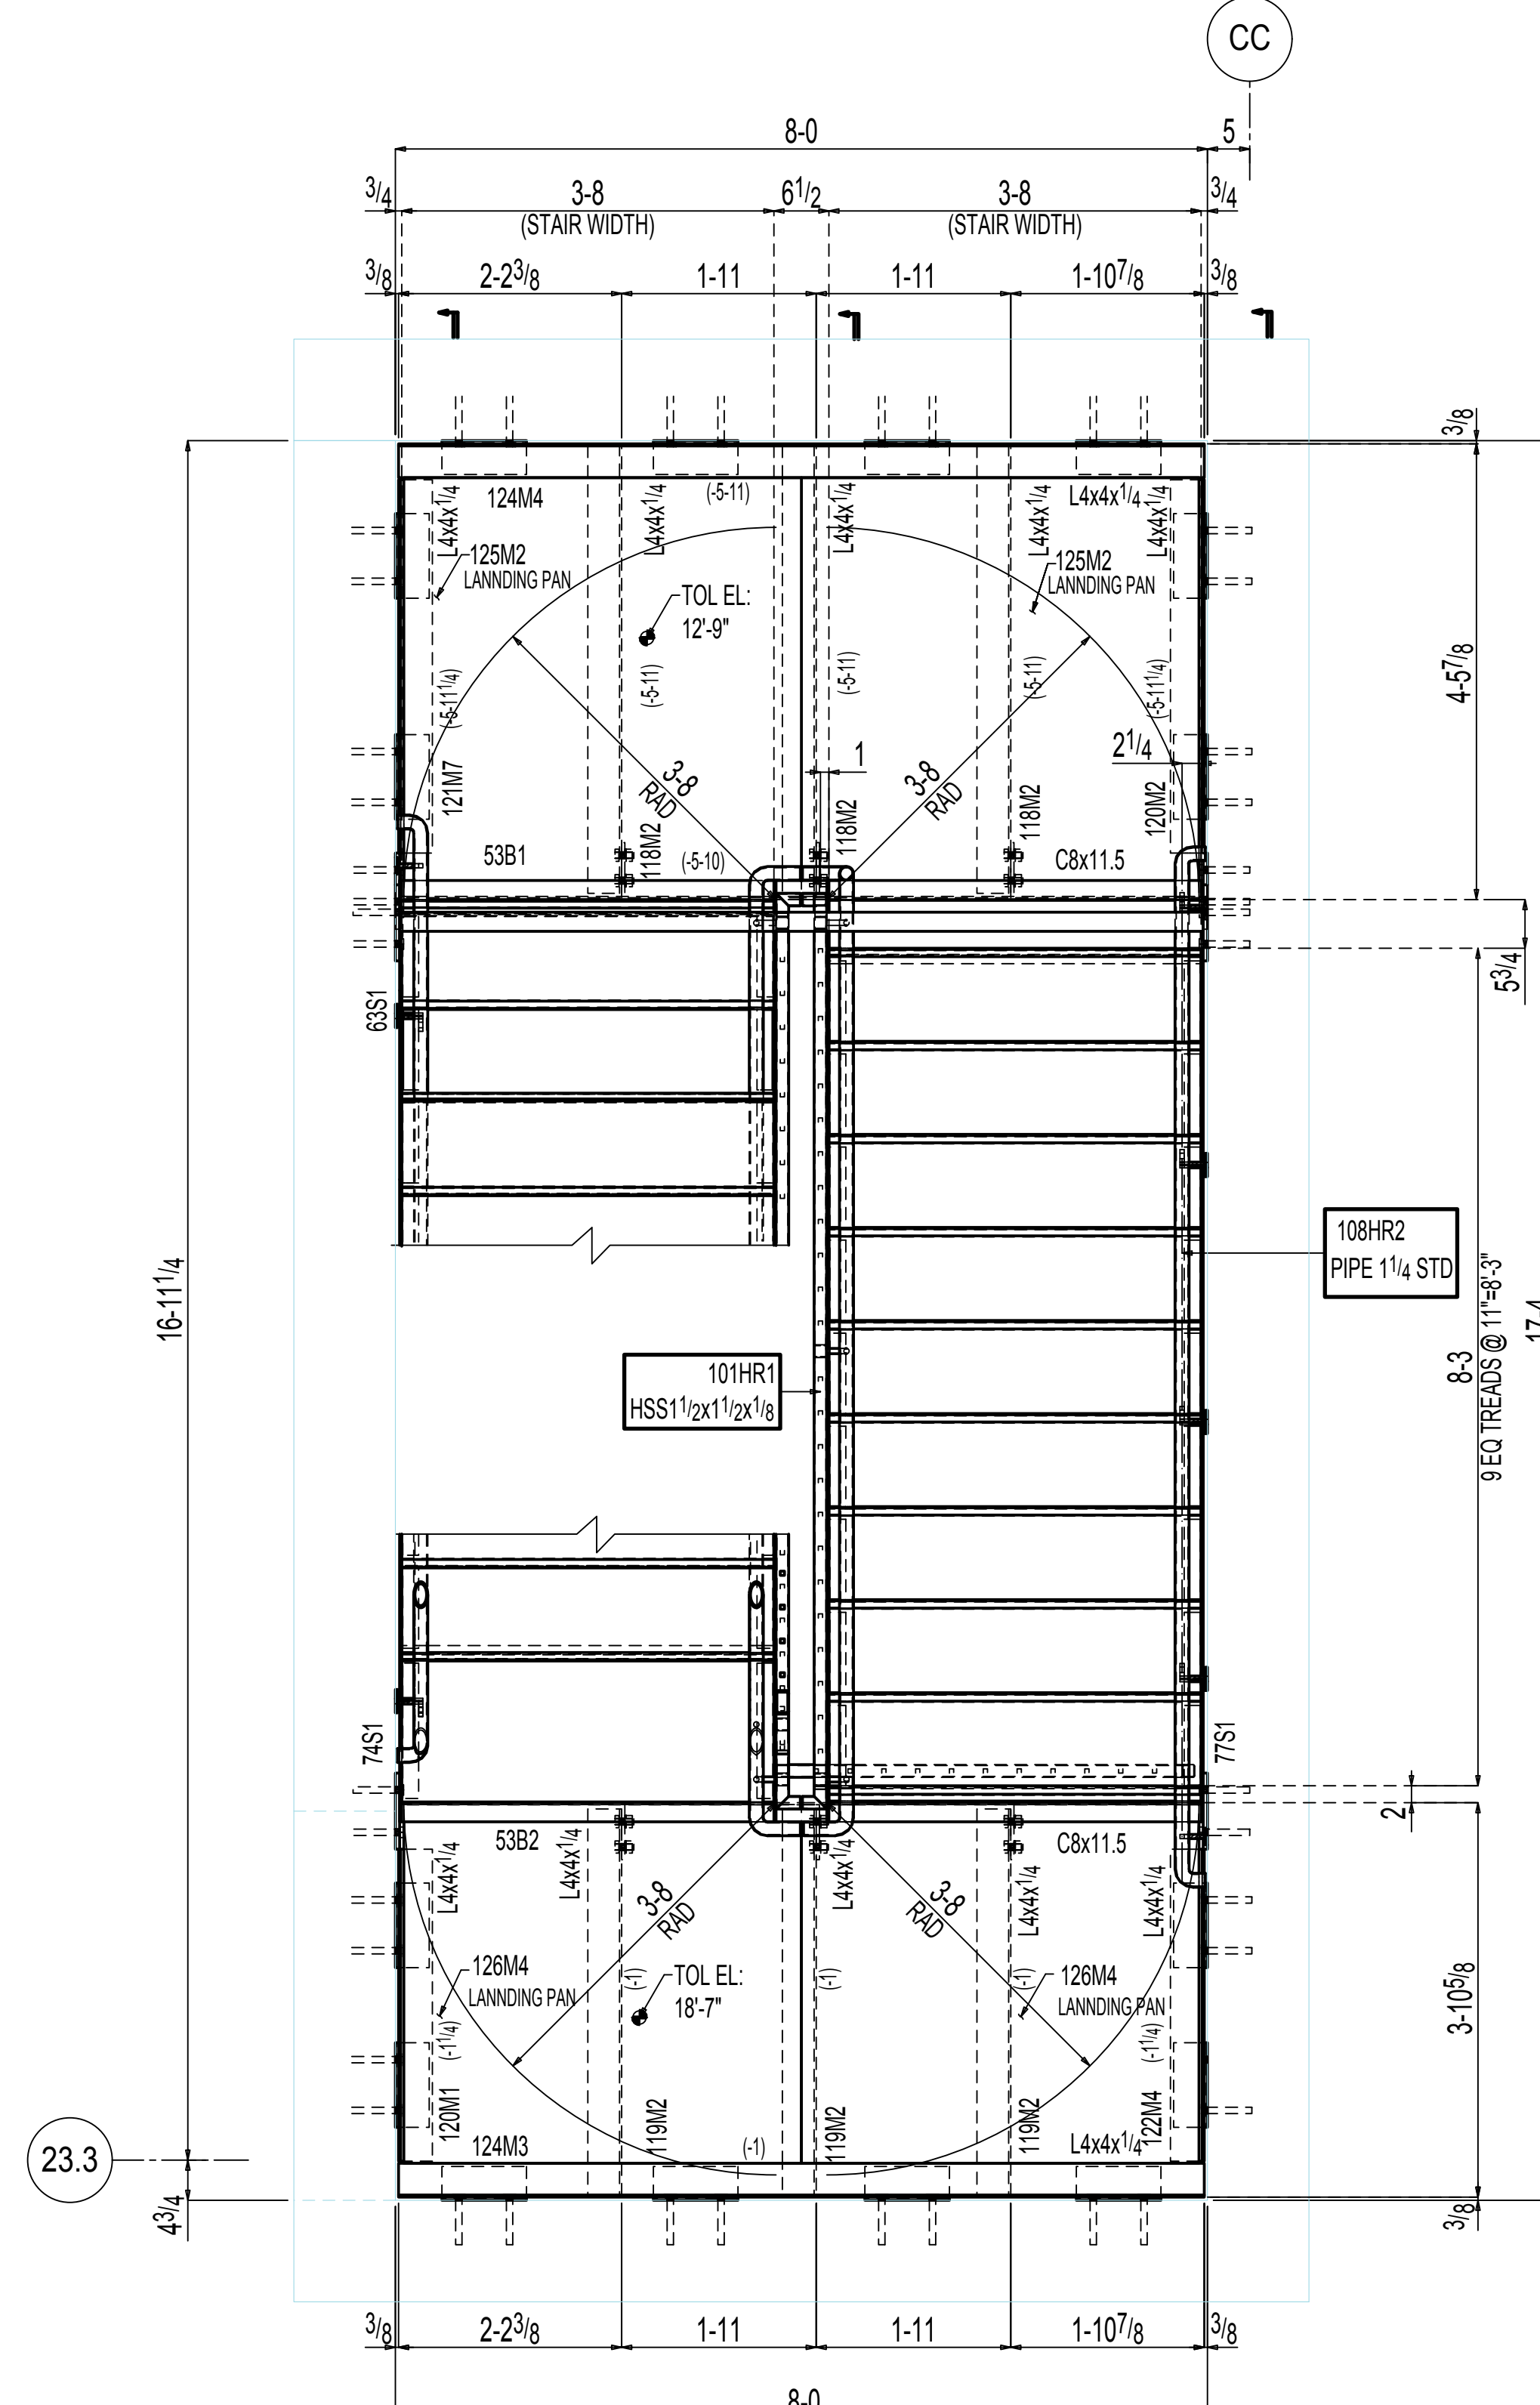 CC
8-0
5
3/4
3-8
(STAIR WIDTH)
6 1/2
3-8
(STAIR WIDTH)
3/4
3/8
2-2 3/8
1-11
1-11
1-10 7/8
3/8
1
1
1
3/8
L4x4x1/4
124M4
L4x4x1/4
(-5-11)
L4x4x1/4
L4x4x1/4
L4x4x1/4
L4x4x1/4
125M2
LANNDING PAN
125M2
LANNDING PAN
TOL EL:
12'-9"
(-5-11 1/4)
(-5-11)
(-5-11)
(-5-11)
(-5-11 1/4)
4-5 7/8
2 1/4
1
3-8
RAD
3-8
RAD
121M7
118M2
118M2
118M2
120M2
53B1
(-5-10)
C8x11.5
5 3/4
63S1
108HR2
PIPE 1 1/4 STD
16-11 1/4
8-3
9 EQ TREADS @ 11"=8'-3"
17-4
101HR1
HSS1 1/2x1 1/2x1/8
74S1
77S1
2
53B2
C8x11.5
L4x4x1/4
L4x4x1/4
L4x4x1/4
L4x4x1/4
L4x4x1/4
3-8
RAD
3-8
RAD
126M4
LANNDING PAN
TOL EL:
18'-7"
126M4
LANNDING PAN
(-1 1/4)
(-1)
(-1)
(-1)
(-1 1/4)
3-10 5/8
120M1
119M2
119M2
119M2
122M4
124M3
(-1)
L4x4x1/4
23.3
4 3/4
3/8
3/8
2-2 3/8
1-11
1-11
1-10 7/8
3/8
8-0